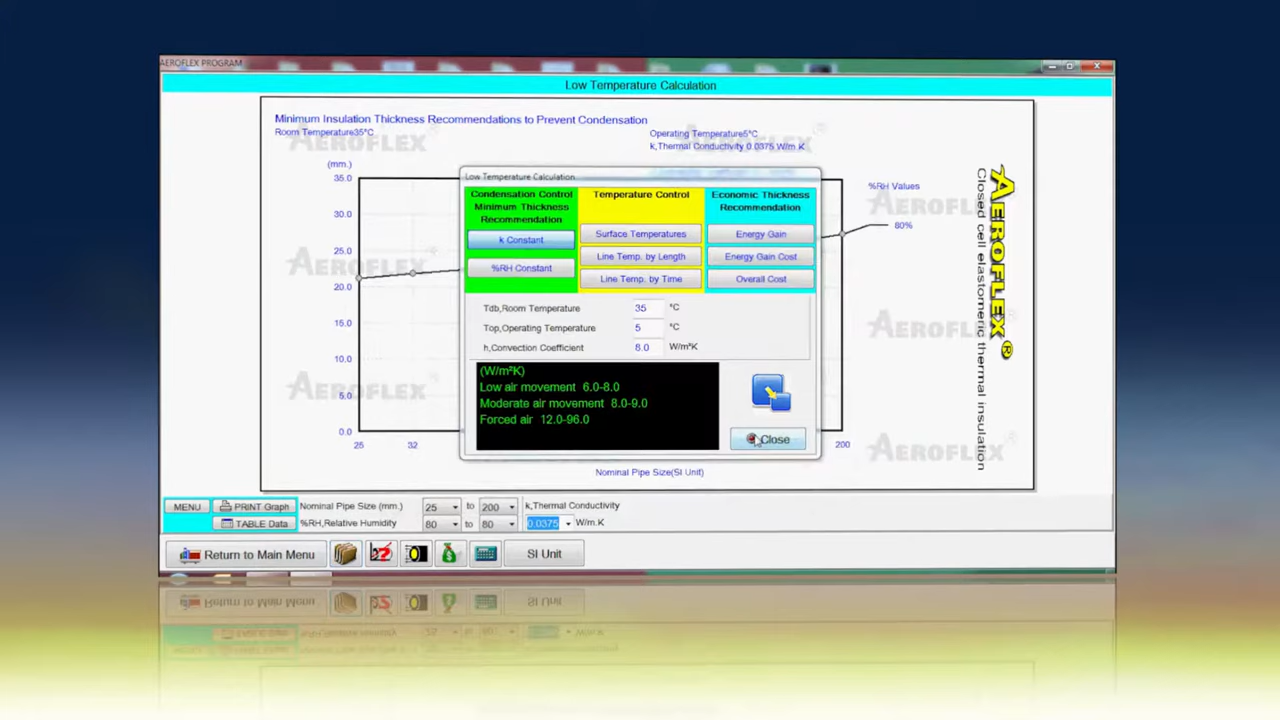 AEROFLEX PROGRAM
Low Temperature Calculation
Minimum Insulation Thickness Recommendations to Prevent Condensation
Room Temperature35°C
Operating Temperature5°C
k,Thermal Conductivity 0.0375 W/m.K
AEROFLEX®
(mm.)
35.0
30.0
25.0
20.0
15.0
10.0
5.0
0.0
25
32
200
Nominal Pipe Size(SI Unit)
%RH Values
80%
AEROFLEX®
AEROFLEX®
AEROFLEX
AEROFLEX
AEROFLEX®
AEROFLEX®
Closed cell elastomeric thermal insulation
Low Temperature Calculation
Condensation Control
Minimum Thickness
Recommendation
k Constant
%RH Constant
Temperature Control
Surface Temperatures
Line Temp. by Length
Line Temp. by Time
Economic Thickness
Recommendation
Energy Gain
Energy Gain Cost
Overall Cost
Tdb,Room Temperature 35 °C
Top,Operating Temperature 5 °C
h,Convection Coefficient 8.0 W/m²K
(W/m²K)
Low air movement 6.0-8.0
Moderate air movement 8.0-9.0
Forced air 12.0-96.0
Close
MENU
PRINT Graph
TABLE Data
Nominal Pipe Size (mm.) 25 to 200
%RH,Relative Humidity 80 to 80
k,Thermal Conductivity
0.0375 W/m.K
Return to Main Menu
SI Unit